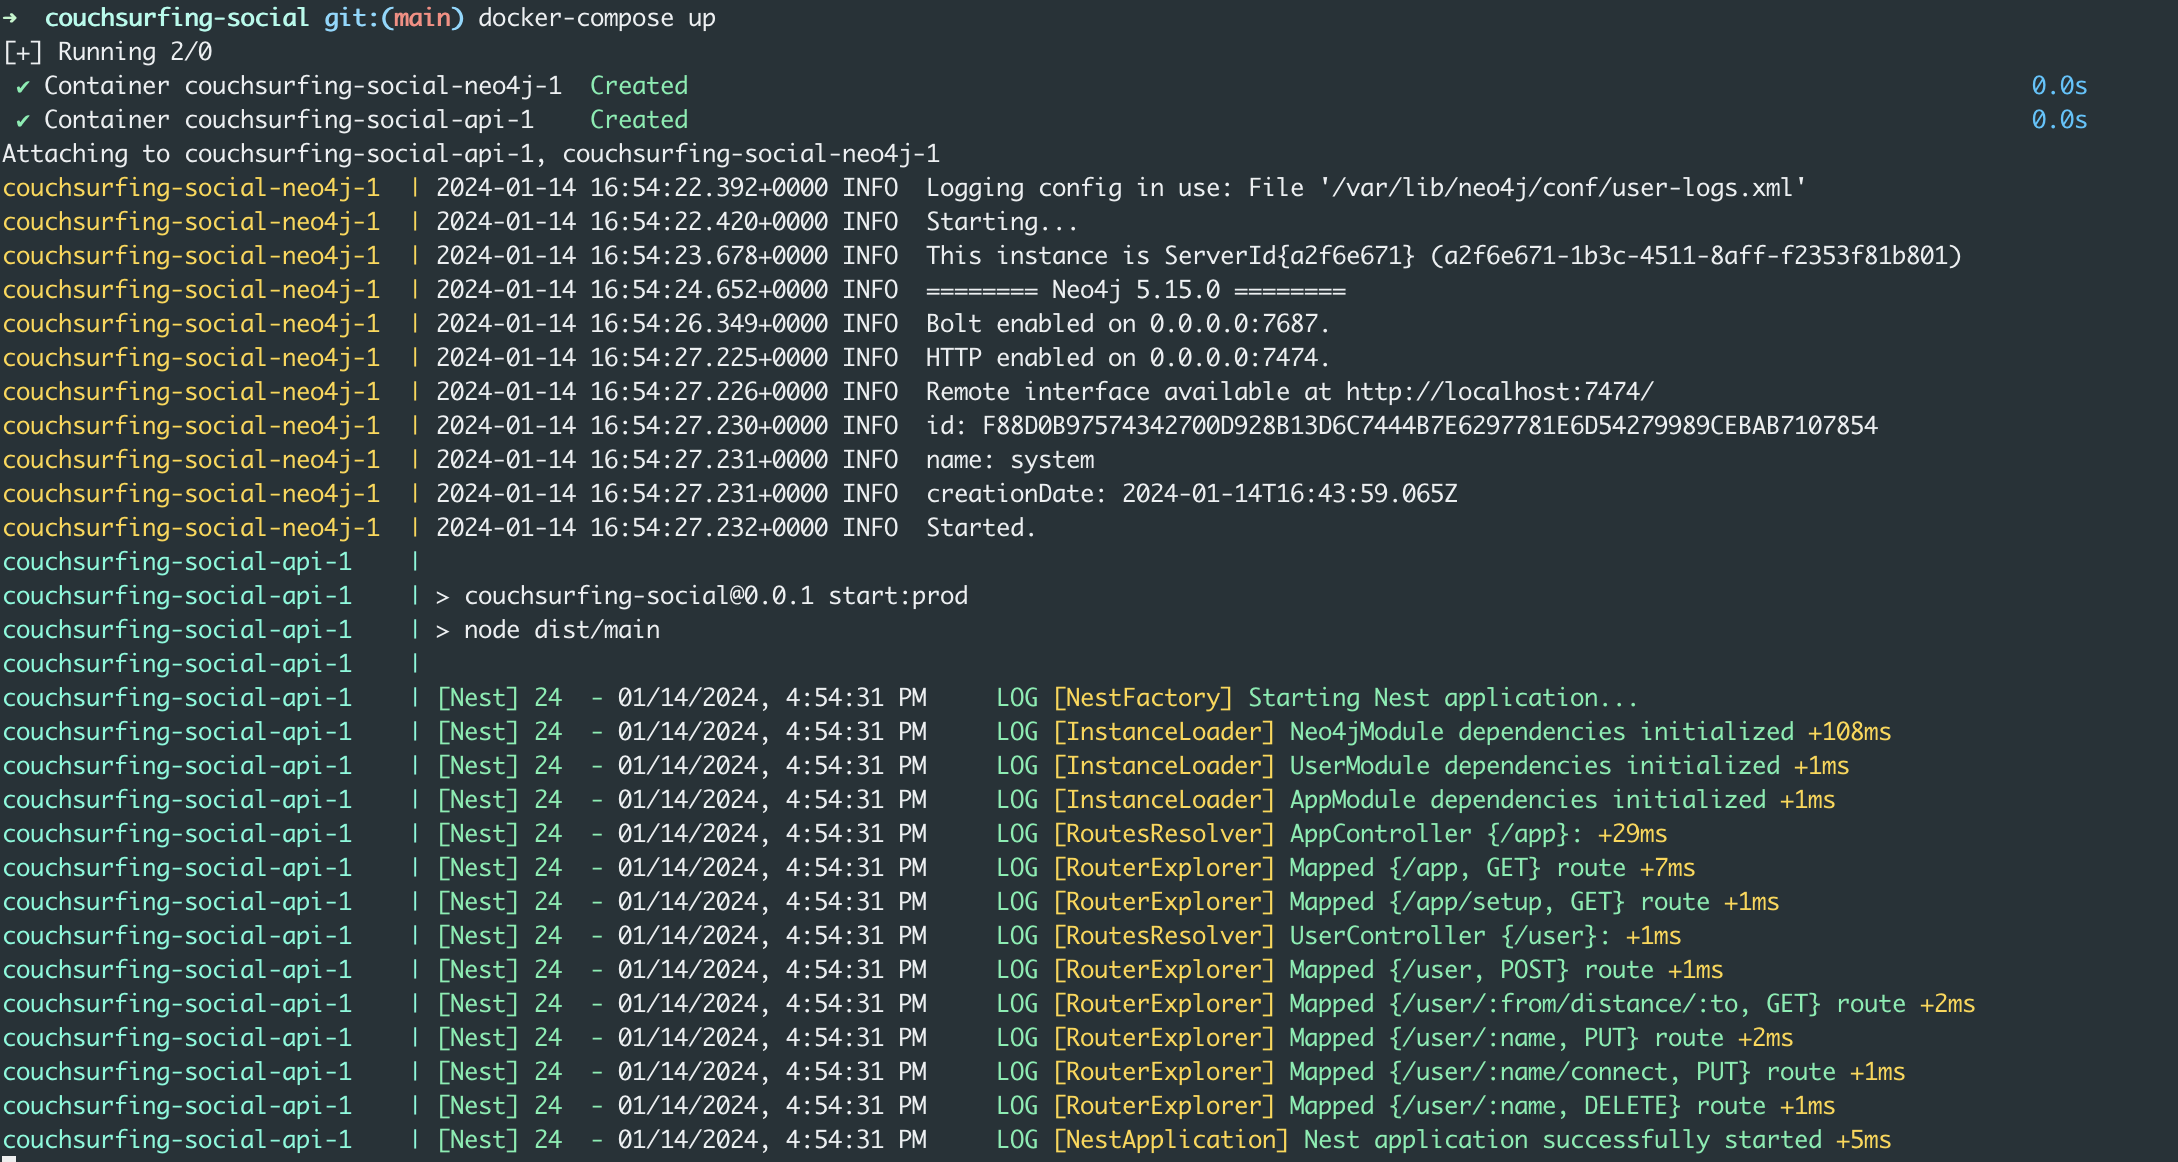 ➜  couchsurfing-social git:(main) docker-compose up
[+] Running 2/0
 ✔ Container couchsurfing-social-neo4j-1  Created 0.0s
 ✔ Container couchsurfing-social-api-1    Created 0.0s
Attaching to couchsurfing-social-api-1, couchsurfing-social-neo4j-1
couchsurfing-social-neo4j-1  | 2024-01-14 16:54:22.392+0000 INFO  Logging config in use: File '/var/lib/neo4j/conf/user-logs.xml'
couchsurfing-social-neo4j-1  | 2024-01-14 16:54:22.420+0000 INFO  Starting...
couchsurfing-social-neo4j-1  | 2024-01-14 16:54:23.678+0000 INFO  This instance is ServerId{a2f6e671} (a2f6e671-1b3c-4511-8aff-f2353f81b801)
couchsurfing-social-neo4j-1  | 2024-01-14 16:54:24.652+0000 INFO  ======== Neo4j 5.15.0 ========
couchsurfing-social-neo4j-1  | 2024-01-14 16:54:26.349+0000 INFO  Bolt enabled on 0.0.0.0:7687.
couchsurfing-social-neo4j-1  | 2024-01-14 16:54:27.225+0000 INFO  HTTP enabled on 0.0.0.0:7474.
couchsurfing-social-neo4j-1  | 2024-01-14 16:54:27.226+0000 INFO  Remote interface available at http://localhost:7474/
couchsurfing-social-neo4j-1  | 2024-01-14 16:54:27.230+0000 INFO  id: F88D0B97574342700D928B13D6C7444B7E6297781E6D54279989CEBAB7107854
couchsurfing-social-neo4j-1  | 2024-01-14 16:54:27.231+0000 INFO  name: system
couchsurfing-social-neo4j-1  | 2024-01-14 16:54:27.231+0000 INFO  creationDate: 2024-01-14T16:43:59.065Z
couchsurfing-social-neo4j-1  | 2024-01-14 16:54:27.232+0000 INFO  Started.
couchsurfing-social-api-1    |
couchsurfing-social-api-1    | > couchsurfing-social@0.0.1 start:prod
couchsurfing-social-api-1    | > node dist/main
couchsurfing-social-api-1    |
couchsurfing-social-api-1    | [Nest] 24  - 01/14/2024, 4:54:31 PM     LOG [NestFactory] Starting Nest application...
couchsurfing-social-api-1    | [Nest] 24  - 01/14/2024, 4:54:31 PM     LOG [InstanceLoader] Neo4jModule dependencies initialized +108ms
couchsurfing-social-api-1    | [Nest] 24  - 01/14/2024, 4:54:31 PM     LOG [InstanceLoader] UserModule dependencies initialized +1ms
couchsurfing-social-api-1    | [Nest] 24  - 01/14/2024, 4:54:31 PM     LOG [InstanceLoader] AppModule dependencies initialized +1ms
couchsurfing-social-api-1    | [Nest] 24  - 01/14/2024, 4:54:31 PM     LOG [RoutesResolver] AppController {/app}: +29ms
couchsurfing-social-api-1    | [Nest] 24  - 01/14/2024, 4:54:31 PM     LOG [RouterExplorer] Mapped {/app, GET} route +7ms
couchsurfing-social-api-1    | [Nest] 24  - 01/14/2024, 4:54:31 PM     LOG [RouterExplorer] Mapped {/app/setup, GET} route +1ms
couchsurfing-social-api-1    | [Nest] 24  - 01/14/2024, 4:54:31 PM     LOG [RoutesResolver] UserController {/user}: +1ms
couchsurfing-social-api-1    | [Nest] 24  - 01/14/2024, 4:54:31 PM     LOG [RouterExplorer] Mapped {/user, POST} route +1ms
couchsurfing-social-api-1    | [Nest] 24  - 01/14/2024, 4:54:31 PM     LOG [RouterExplorer] Mapped {/user/:from/distance/:to, GET} route +2ms
couchsurfing-social-api-1    | [Nest] 24  - 01/14/2024, 4:54:31 PM     LOG [RouterExplorer] Mapped {/user/:name, PUT} route +2ms
couchsurfing-social-api-1    | [Nest] 24  - 01/14/2024, 4:54:31 PM     LOG [RouterExplorer] Mapped {/user/:name/connect, PUT} route +1ms
couchsurfing-social-api-1    | [Nest] 24  - 01/14/2024, 4:54:31 PM     LOG [RouterExplorer] Mapped {/user/:name, DELETE} route +1ms
couchsurfing-social-api-1    | [Nest] 24  - 01/14/2024, 4:54:31 PM     LOG [NestApplication] Nest application successfully started +5ms